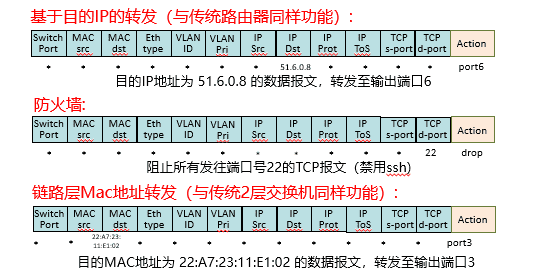 基于目的IP的转发（与传统路由器同样功能）:
Switch Port MAC src MAC dst Eth type VLAN ID VLAN Pri IP Src IP Dst IP Prot IP ToS TCP s-port TCP d-port Action
* * * * * * * 51.6.0.8 * * * * port6
目的IP地址为 51.6.0.8 的数据报文，转发至输出端口6
防火墙:
Switch Port MAC src MAC dst Eth type VLAN ID VLAN Pri IP Src IP Dst IP Prot IP ToS TCP s-port TCP d-port Action
* * * * * * * * * * * 22 drop
阻止所有发往端口号22的TCP报文（禁用ssh)
链路层Mac地址转发（与传统2层交换机同样功能）:
Switch Port MAC src MAC dst Eth type VLAN ID VLAN Pri IP Src IP Dst IP Prot IP ToS TCP s-port TCP d-port Action
* * 22:A7:23:11:E1:02 * * * * * * * * * port3
目的MAC地址为 22:A7:23:11:E1:02 的数据报文，转发至输出端口3